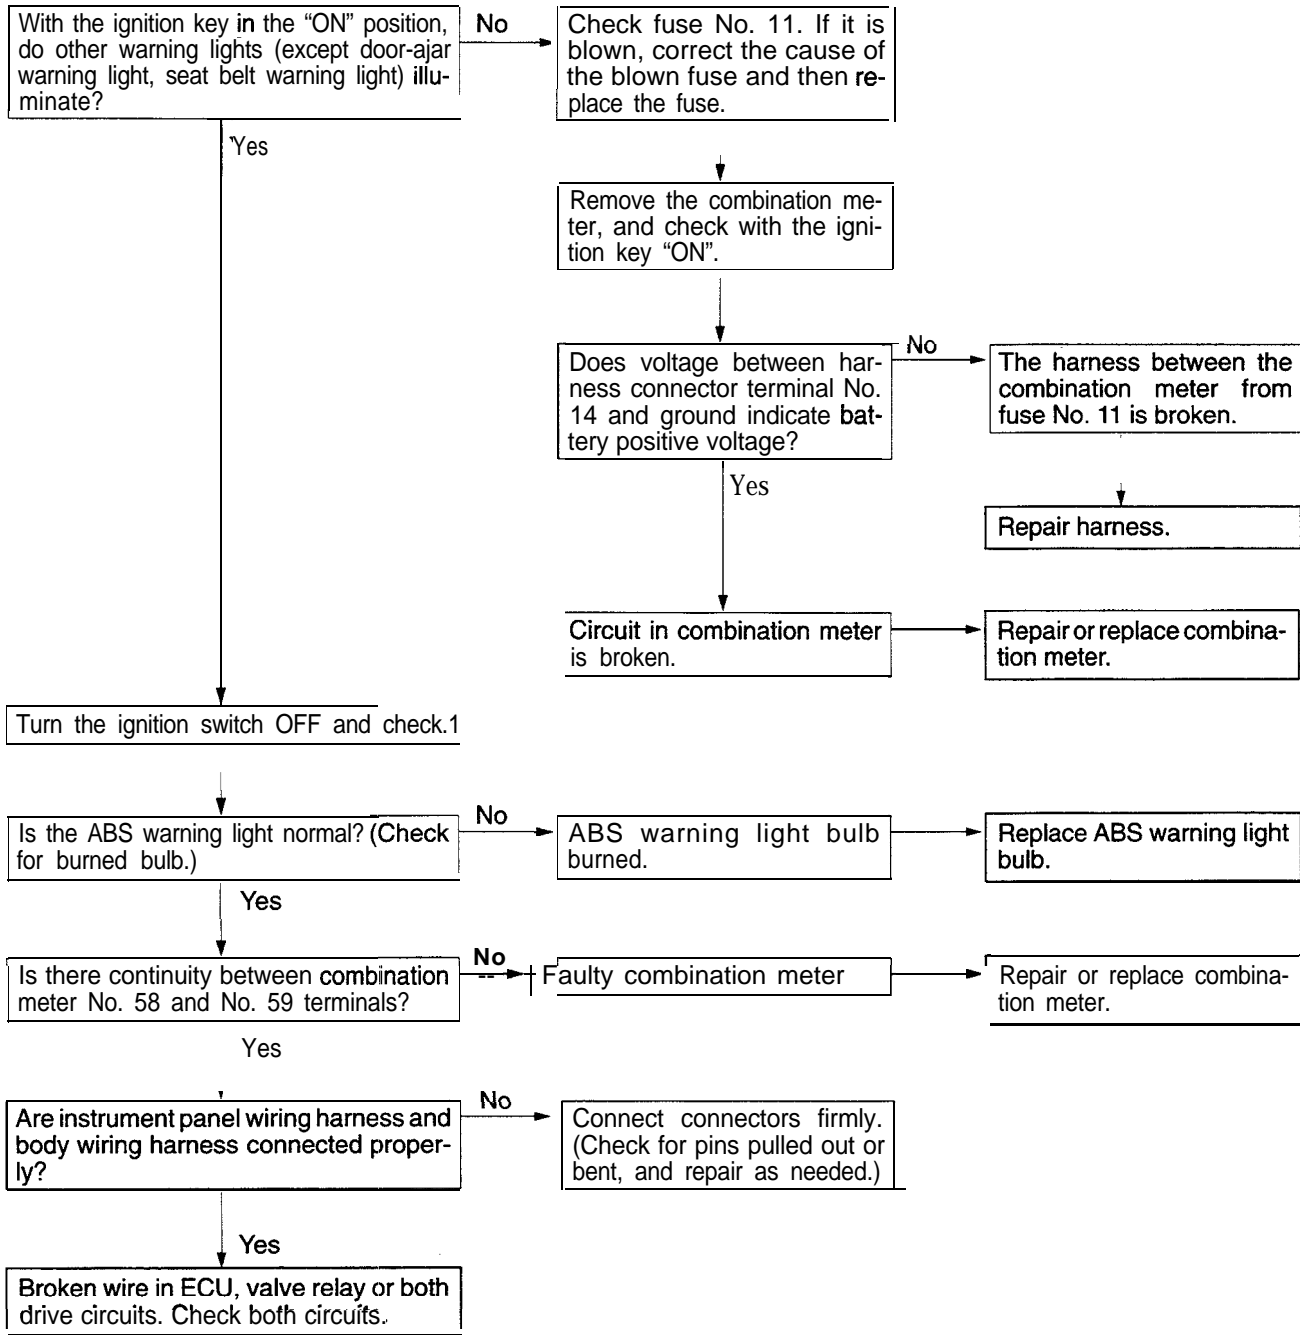 With the ignition key in the “ON” position,
do other warning lights (except door-ajar
warning light, seat belt warning light) illu-
minate?
No
Check fuse No. 11. If it is
blown, correct the cause of
the blown fuse and then re-
place the fuse.
Yes
Remove the combination me-
ter, and check with the igni-
tion key “ON”.
Does voltage between har-
ness connector terminal No.
14 and ground indicate bat-
tery positive voltage?
No
The harness between the
combination meter from
fuse No. 11 is broken.
Yes
Repair harness.
Circuit in combination meter
is broken.
Repair or replace combina-
tion meter.
Turn the ignition switch OFF and check.1
Is the ABS warning light normal? (Check
for burned bulb.)
No
ABS warning light bulb
burned.
Replace ABS warning light
bulb.
Yes
Is there continuity between combination
meter No. 58 and No. 59 terminals?
No
Faulty combination meter
Repair or replace combina-
tion meter.
Yes
Are instrument panel wiring harness and
body wiring harness connected proper-
ly?
No
Connect connectors firmly.
(Check for pins pulled out or
bent, and repair as needed.)
Yes
Broken wire in ECU, valve relay or both
drive circuits. Check both circuits.